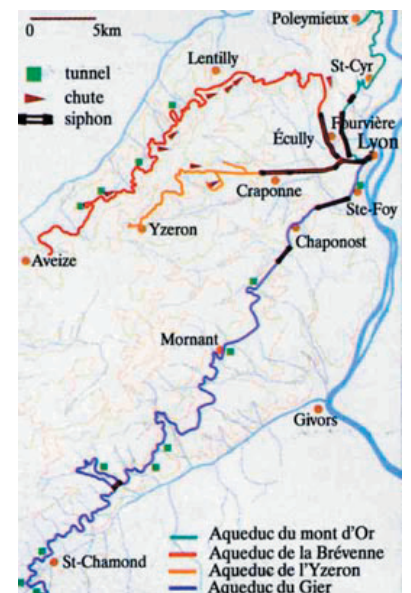 0 5km
tunnel
chute
siphon
Poleymieux
St-Cyr
Lentilly
Fourvière
Lyon
Écully
Craponne
Ste-Foy
Yzeron
Chaponost
Aveize
Mornant
Givors
St-Chamond
Aqueduc du mont d'Or
Aqueduc de la Brévenne
Aqueduc de l'Yzeron
Aqueduc du Gier